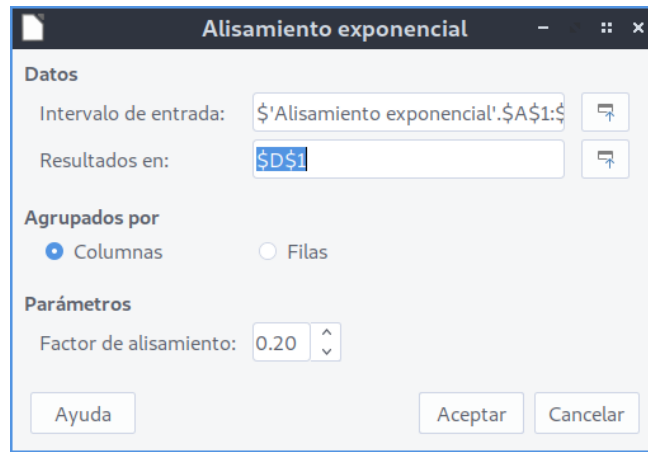 Alisamiento exponencial
Datos
Intervalo de entrada: $'Alisamiento exponencial'.$A$1:$
Resultados en: $D$1
Agrupados por
Columnas Filas
Parámetros
Factor de alisamiento: 0.20
Ayuda Aceptar Cancelar